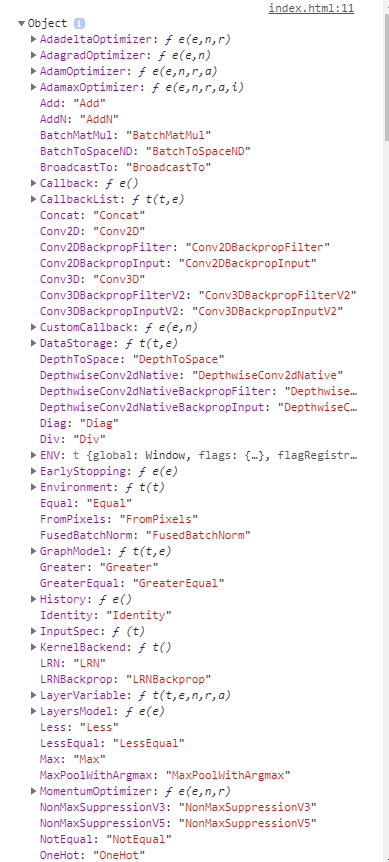 index.html:11
Object i
AdadeltaOptimizer: ƒ e(e,n,r)
AdagradOptimizer: ƒ e(e,n)
AdamOptimizer: ƒ e(e,n,r,a)
AdamaxOptimizer: ƒ e(e,n,r,a,i)
Add: "Add"
AddN: "AddN"
BatchMatMul: "BatchMatMul"
BatchToSpaceND: "BatchToSpaceND"
BroadcastTo: "BroadcastTo"
Callback: ƒ e()
CallbackList: ƒ t(t,e)
Concat: "Concat"
Conv2D: "Conv2D"
Conv2DBackpropFilter: "Conv2DBackpropFilter"
Conv2DBackpropInput: "Conv2DBackpropInput"
Conv3D: "Conv3D"
Conv3DBackpropFilterV2: "Conv3DBackpropFilterV2"
Conv3DBackpropInputV2: "Conv3DBackpropInputV2"
CustomCallback: ƒ e(e,n)
DataStorage: ƒ t(t,e)
DepthToSpace: "DepthToSpace"
DepthwiseConv2dNative: "DepthwiseConv2dNative"
DepthwiseConv2dNativeBackpropFilter: "Depthwise…
DepthwiseConv2dNativeBackpropInput: "DepthwiseC…
Diag: "Diag"
Div: "Div"
ENV: t {global: Window, flags: {…}, flagRegistr…
EarlyStopping: ƒ e(e)
Environment: ƒ t(t)
Equal: "Equal"
FromPixels: "FromPixels"
FusedBatchNorm: "FusedBatchNorm"
GraphModel: ƒ t(t,e)
Greater: "Greater"
GreaterEqual: "GreaterEqual"
History: ƒ e()
Identity: "Identity"
InputSpec: ƒ (t)
KernelBackend: ƒ t()
LRN: "LRN"
LRNBackprop: "LRNBackprop"
LayerVariable: ƒ t(t,e,n,r,a)
LayersModel: ƒ e(e)
Less: "Less"
LessEqual: "LessEqual"
Max: "Max"
MaxPoolWithArgmax: "MaxPoolWithArgmax"
MomentumOptimizer: ƒ e(e,n,r)
NonMaxSuppressionV3: "NonMaxSuppressionV3"
NonMaxSuppressionV5: "NonMaxSuppressionV5"
NotEqual: "NotEqual"
OneHot: "OneHot"